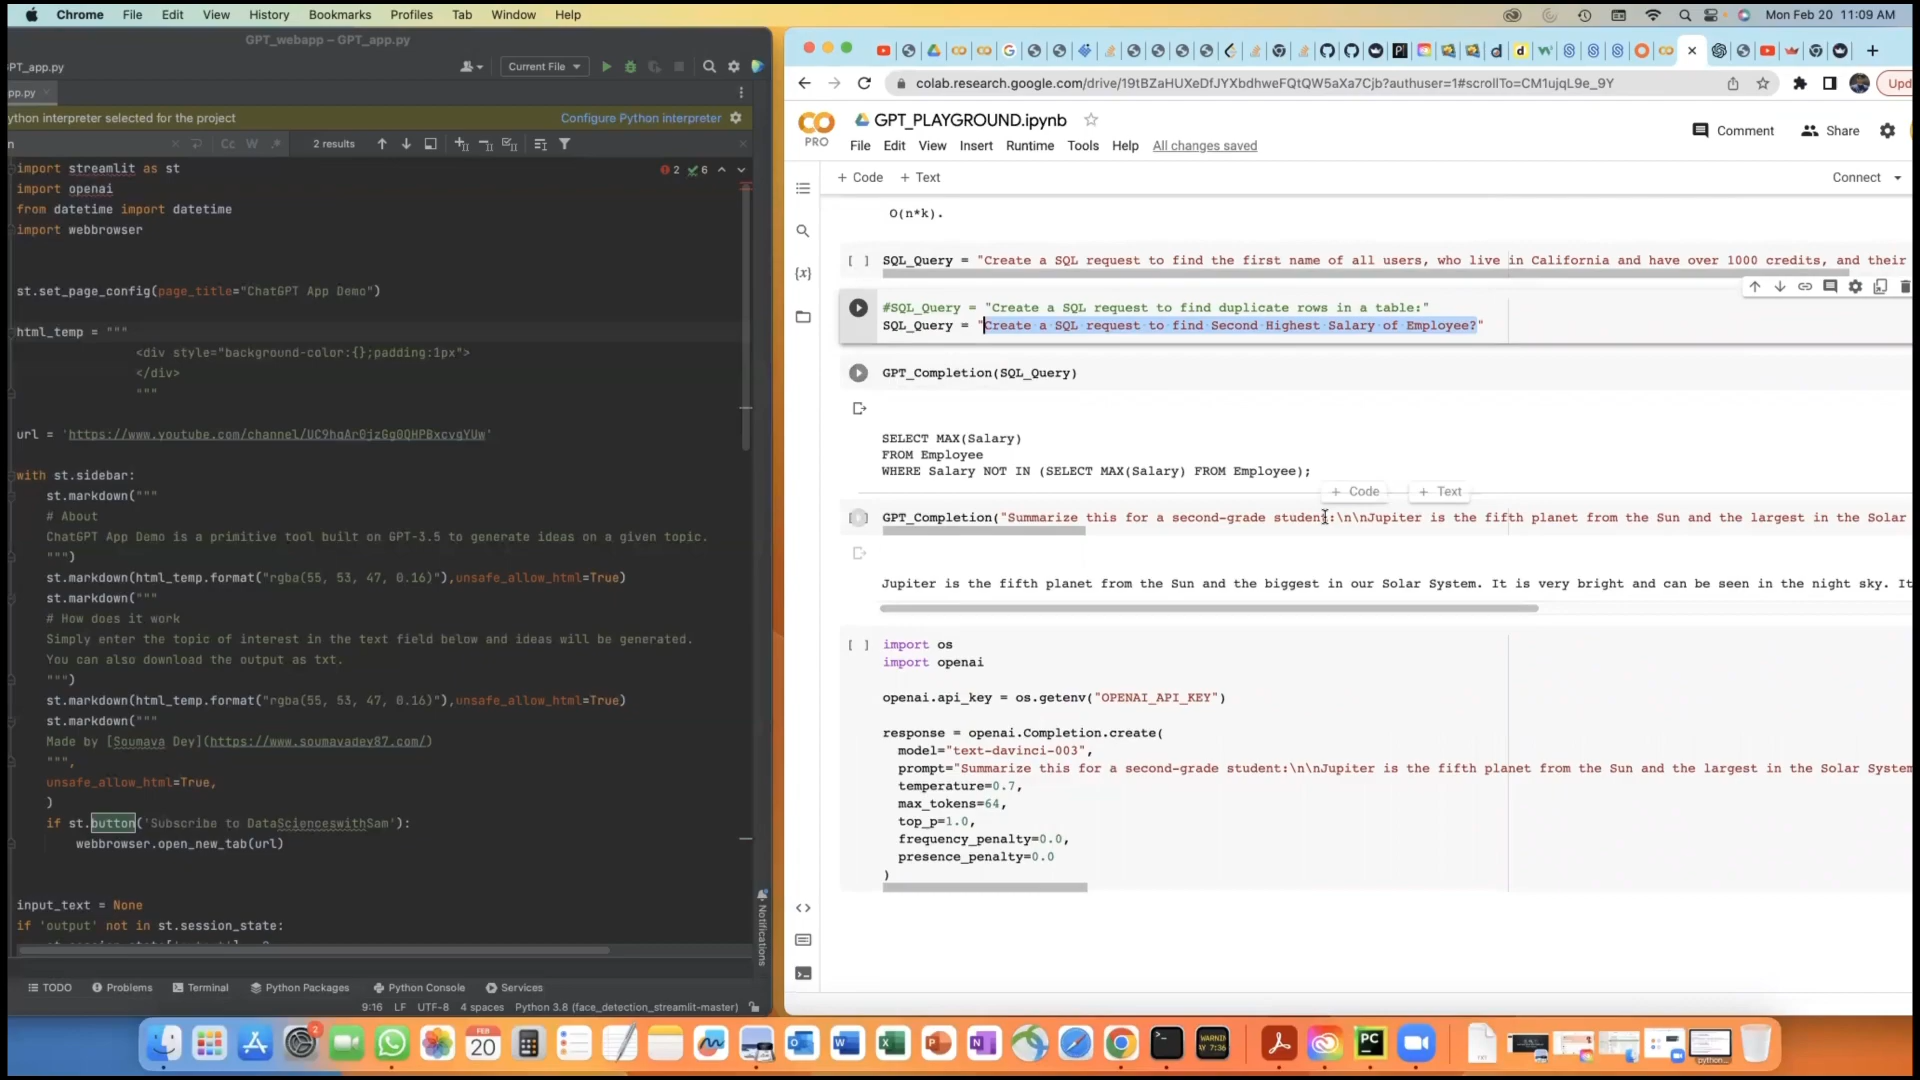 Chrome File Edit View History Bookmarks Profiles Tab Window Help
Mon Feb 20 11:09 AM
GPT_webapp – GPT_app.py
PT_app.py
Current File
pp.py
ython interpreter selected for the project
Configure Python interpreter
n
Cc W .*
2 results
import streamlit as st
2 6
import openai
from datetime import datetime
import webbrowser
st.set_page_config(page_title="ChatGPT App Demo")
html_temp = """
<div style="background-color:{};padding:1px">
</div>
"""
with st.sidebar:
st.markdown("""
# About
ChatGPT App Demo is a primitive tool built on GPT-3.5 to generate ideas on a given topic.
""")
st.markdown(html_temp.format("rgba(55, 53, 47, 0.16)"),unsafe_allow_html=True)
st.markdown("""
# How does it work
Simply enter the topic of interest in the text field below and ideas will be generated.
You can also download the output as txt.
""")
st.markdown(html_temp.format("rgba(55, 53, 47, 0.16)"),unsafe_allow_html=True)
st.markdown("""
Made by [Soumava Dey](https://www.soumavadey87.com/)
""",
unsafe_allow_html=True,
)
if st.button('Subscribe to DataScienceswithSam'):
webbrowser.open_new_tab(url)
input_text = None
if 'output' not in st.session_state:
Notifications
TODO Problems Terminal Python Packages Python Console Services
9:16 LF UTF-8 4 spaces Python 3.8 (face_detection_streamlit-master)
colab.research.google.com/drive/19tBZaHUXeDfJYXbdhweFQtQW5aXa7Cjb?authuser=1#scrollTo=CM1ujqL9e_9Y
Upd
PRO
GPT_PLAYGROUND.ipynb
Comment Share
File Edit View Insert Runtime Tools Help All changes saved
+ Code + Text
Connect
O(n*k).
[ ] SQL_Query = "Create a SQL request to find the first name of all users, who live in California and have over 1000 credits, and their
#SQL_Query = "Create a SQL request to find duplicate rows in a table:"
SQL_Query = "Create a SQL request to find Second Highest Salary of Employee?"
GPT_Completion(SQL_Query)
SELECT MAX(Salary)
FROM Employee
WHERE Salary NOT IN (SELECT MAX(Salary) FROM Employee);
+ Code + Text
GPT_Completion("Summarize this for a second-grade student:\n\nJupiter is the fifth planet from the Sun and the largest in the Solar
Jupiter is the fifth planet from the Sun and the biggest in our Solar System. It is very bright and can be seen in the night sky. It
[ ] import os
import openai
openai.api_key = os.getenv("OPENAI_API_KEY")
response = openai.Completion.create(
model="text-davinci-003",
prompt="Summarize this for a second-grade student:\n\nJupiter is the fifth planet from the Sun and the largest in the Solar System
temperature=0.7,
max_tokens=64,
top_p=1.0,
frequency_penalty=0.0,
presence_penalty=0.0
)
FEB
20
2
PC